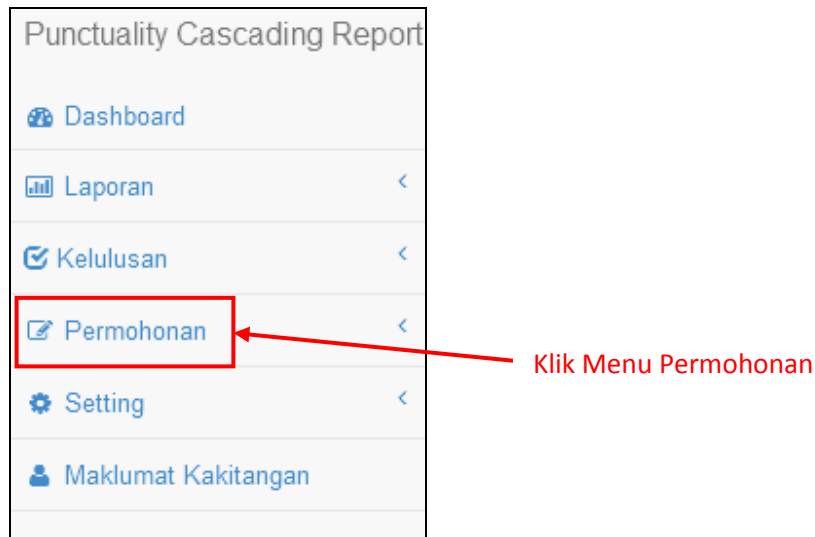 Punctuality Cascading Report
Dashboard
Laporan
Kelulusan
Permohonan
Klik Menu Permohonan
Setting
Maklumat Kakitangan